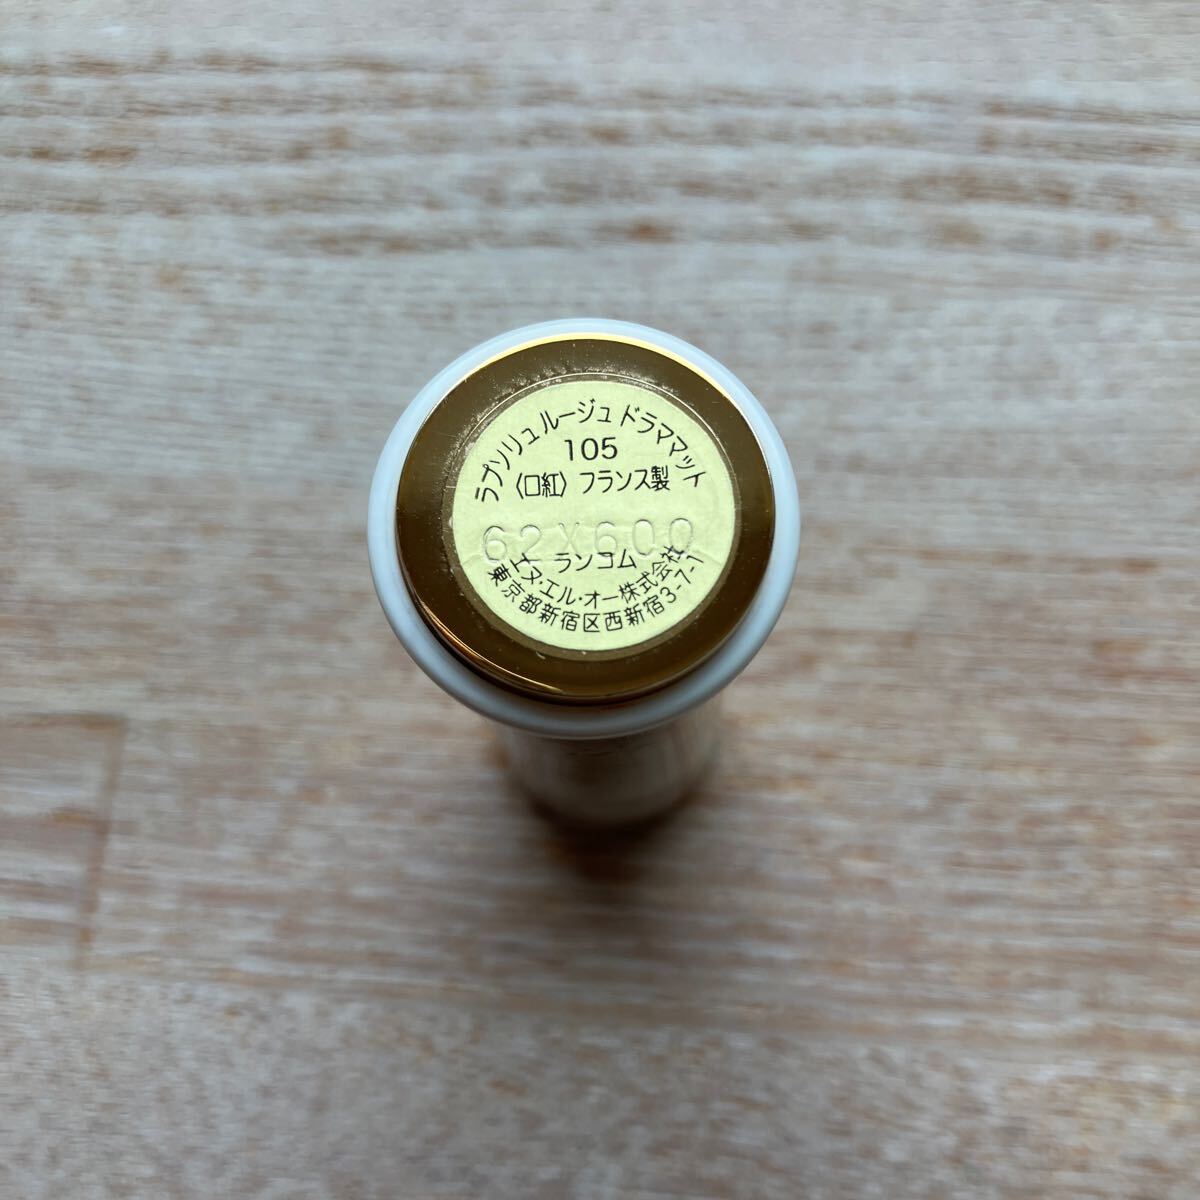 ラプソリュ ルージュ ドラママット
105
〈口紅〉 フランス製
62X600
ランコム
エヌ・エル・オー株式会社
東京都新宿区西新宿3-7-1